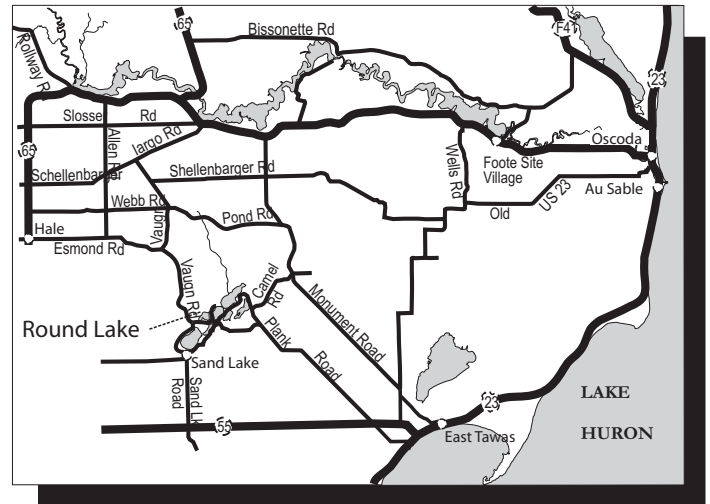 65
Bissonette Rd
F41
Rollway R
23
Slosse Rd
Iargo Rd
Allen Rd
65
Oscoda
Wells Rd
Foote Site
Village
Schellenbarger
Shellenbarger Rd
Au Sable
Webb Rd
Old US 23
Hale
Vaugn
Pond Rd
Esmond Rd
Vaugn Rd
Camel
Rd
Monument Road
Round Lake
Plank Road
Sand Lake
Sand Lk
Road
LAKE
HURON
23
55
East Tawas